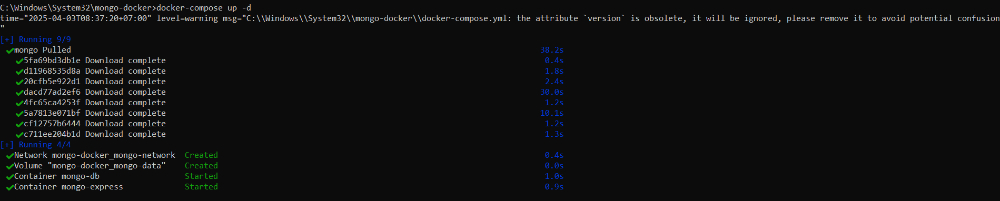 C:\Windows\System32\mongo-docker>docker-compose up -d
time="2025-04-03T08:37:20+07:00" level=warning msg="C:\\Windows\\System32\\mongo-docker\\docker-compose.yml: the attribute `version` is obsolete, it will be ignored, please remove it to avoid potential confusion
"
[+] Running 9/9
✔mongo Pulled 38.2s
✔5fa69bd3db1e Download complete 0.4s
✔d11968535d8a Download complete 1.8s
✔20cfb5e922d1 Download complete 2.4s
✔dacd77ad2ef6 Download complete 30.0s
✔4fc65ca4253f Download complete 1.2s
✔5a7813e071bf Download complete 10.1s
✔cf12757b6444 Download complete 1.2s
✔c711ee204b1d Download complete 1.3s
[+] Running 4/4
✔Network mongo-docker_mongo-network Created 0.4s
✔Volume "mongo-docker_mongo-data" Created 0.0s
✔Container mongo-db Started 1.0s
✔Container mongo-express Started 0.9s